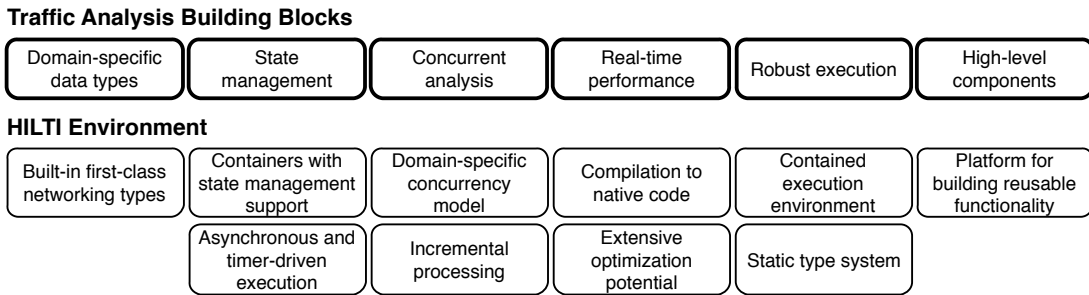 Traffic Analysis Building Blocks
Domain-specific
data types
State
management
Concurrent
analysis
Real-time
performance
Robust execution
High-level
components
HILTI Environment
Built-in first-class
networking types
Containers with
state management
support
Domain-specific
concurrency
model
Compilation to
native code
Contained
execution
environment
Platform for
building reusable
functionality
Asynchronous and
timer-driven
execution
Incremental
processing
Extensive
optimization
potential
Static type system